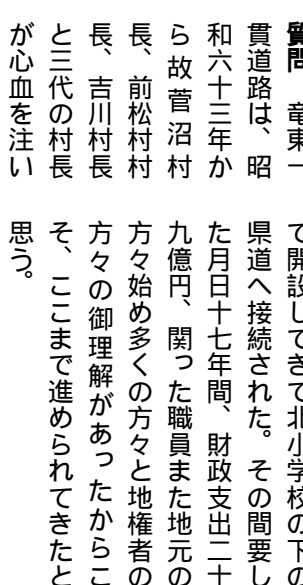 質問　竜東一
貫道路は、昭
和六十三年か
ら故菅沼村
長、前松村村
長、吉川村長
と三代の村長
が心血を注い
で開設してきて北小学校の下の
県道へ接続された。その間要し
た月日十七年間、財政支出二十
九億円、関った職員また地元の
方々始め多くの方々と地権者の
方々の御理解があったからこ
そ、ここまで進められてきたと
思う。